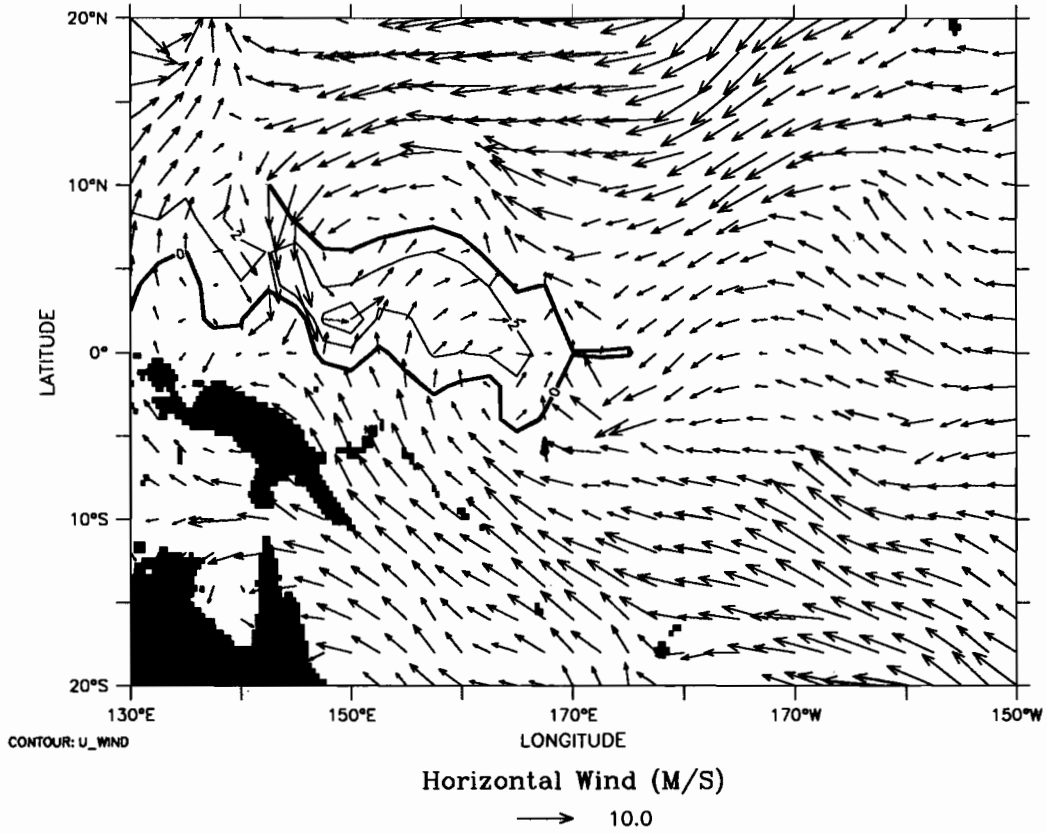 20°N
10°N
0°
10°S
20°S
LATITUDE
0
2
2
0
130°E 150°E 170°E 170°W 150°W
CONTOUR: U_WIND
LONGITUDE
Horizontal Wind (M/S)
10.0